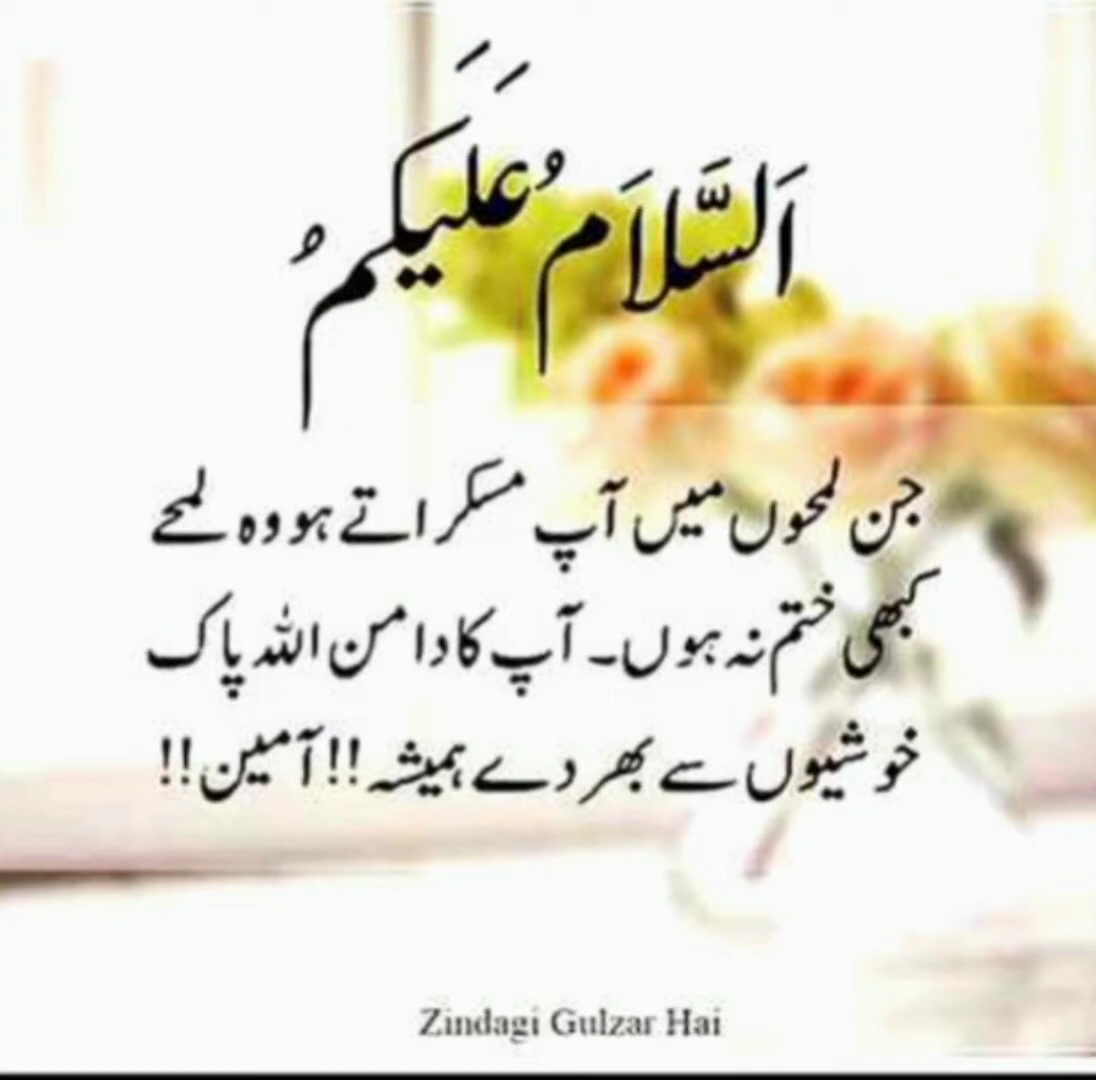 اَلسَّلَامُ عَلَیکُمُ
جن لمحوں میں آپ مسکراتے ہو وہ لمحے
کبھی ختم نہ ہوں۔ آپ کا دامن اللہ پاک
خوشیوں سے بھر دے ہمیشہ !! آمین !!
Zindagi Gulzar Hai